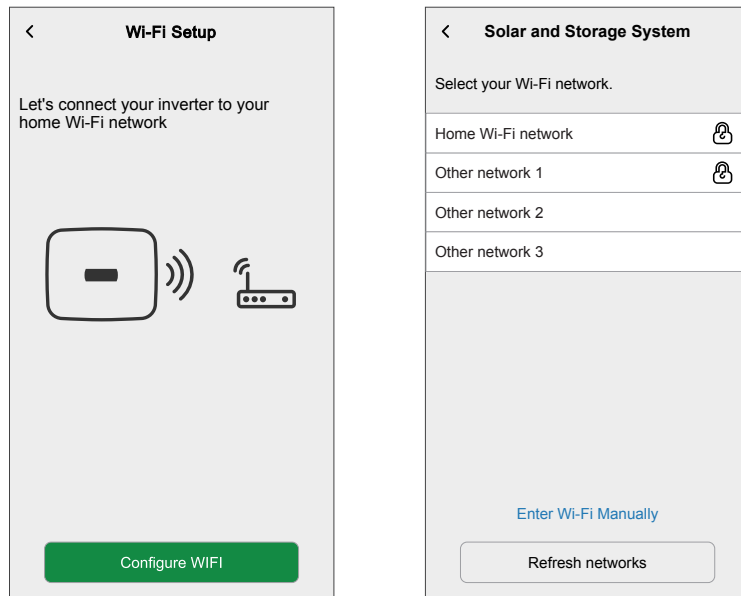 Wi-Fi Setup
Let's connect your inverter to your
home Wi-Fi network
Configure WIFI
Solar and Storage System
Select your Wi-Fi network.
Home Wi-Fi network
Other network 1
Other network 2
Other network 3
Enter Wi-Fi Manually
Refresh networks